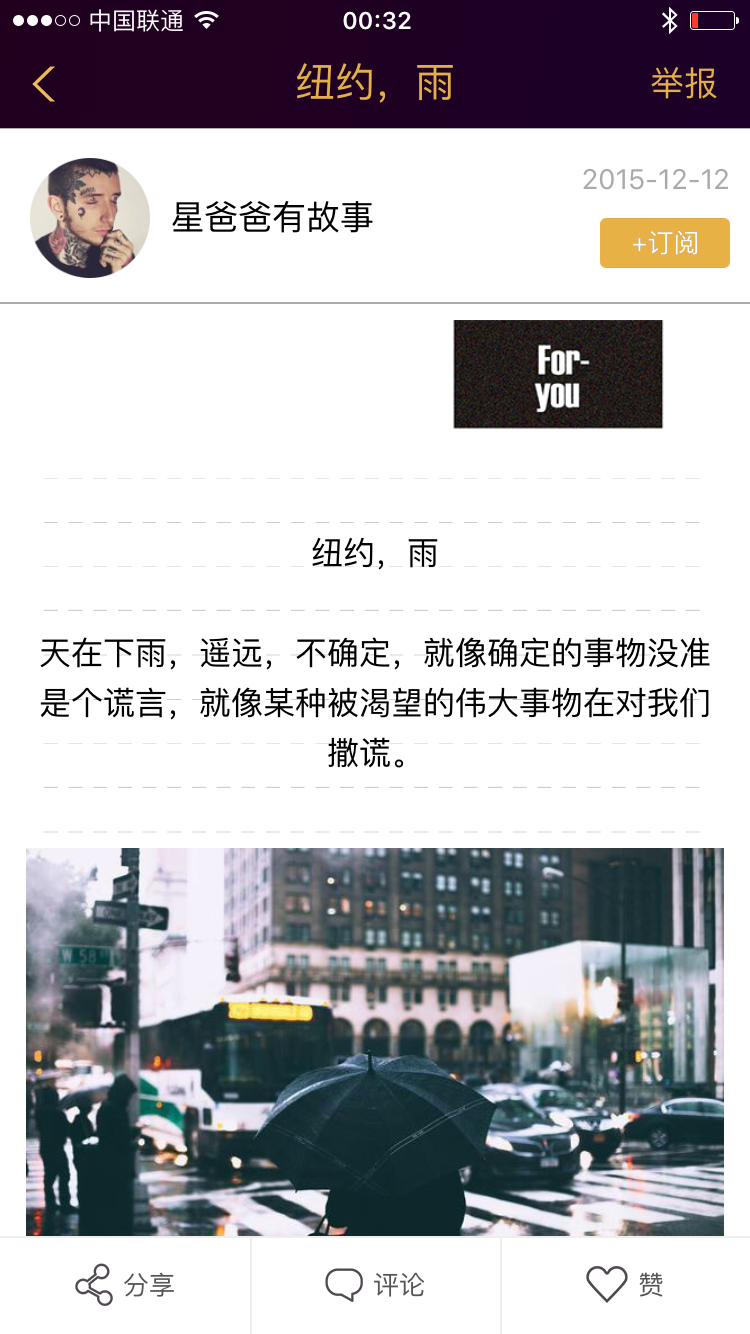 中国联通
00:32
纽约，雨
举报
2015-12-12
星爸爸有故事
+订阅
For-
you
纽约，雨
天在下雨，遥远，不确定，就像确定的事物没准
是个谎言，就像某种被渴望的伟大事物在对我们
撒谎。
W 58
分享
评论
赞